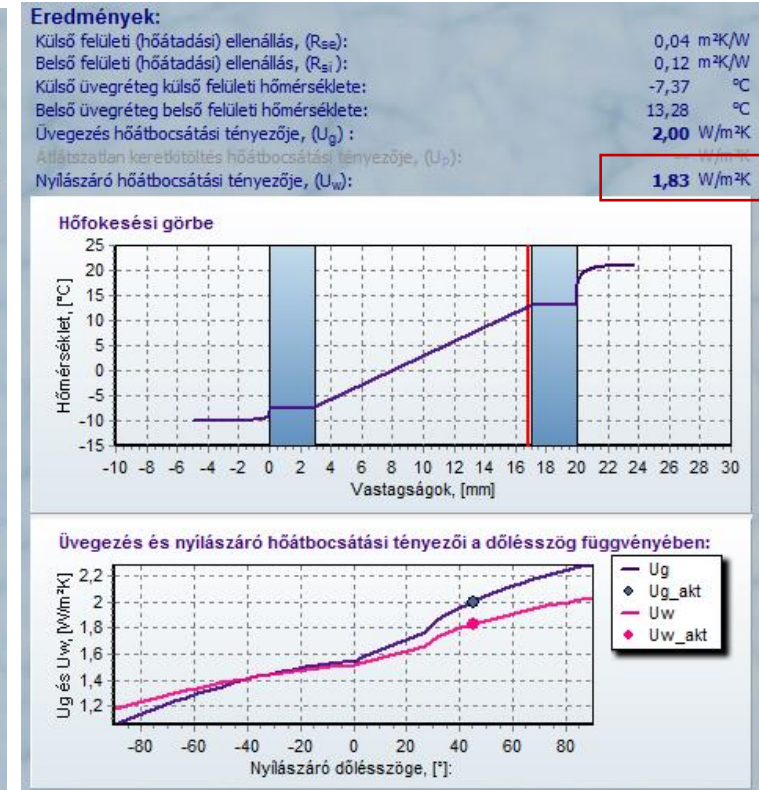 Eredmények:
Külső felületi (hőátadási) ellenállás, (Rse): 0,04 m²K/W
Belső felületi (hőátadási) ellenállás, (Rsi): 0,12 m²K/W
Külső üvegréteg külső felületi hőmérséklete: -7,37 °C
Belső üvegréteg belső felületi hőmérséklete: 13,28 °C
Üvegezés hőátbocsátási tényezője, (Ug) : 2,00 W/m²K
Átlátszatlan keretkitöltés hőátbocsátási tényezője, (Up): -- W/m²K
Nyílászáró hőátbocsátási tényezője, (Uw): 1,83 W/m²K
Hőfokesési görbe
Hőmérséklet, [°C]
25
20
15
10
5
0
-5
-10
-15
-10 -8 -6 -4 -2 0 2 4 6 8 10 12 14 16 18 20 22 24 26 28 30
Vastagságok, [mm]
Üvegezés és nyílászáró hőátbocsátási tényezői a dőlésszög függvényében:
Ug és Uw, [W/m²K]
2,2
2
1,8
1,6
1,4
1,2
-80 -60 -40 -20 0 20 40 60 80
Nyílászáró dőlésszöge, [°]:
Ug
Ug_akt
Uw
Uw_akt